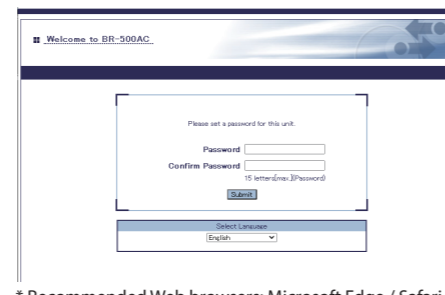 Welcome to BR-500AC
Please set a password for this unit.
Password
Confirm Password
15 letters[max.](Password)
Submit
Select Language
English
* Recommended Web browsers: Microsoft Edge / Safari